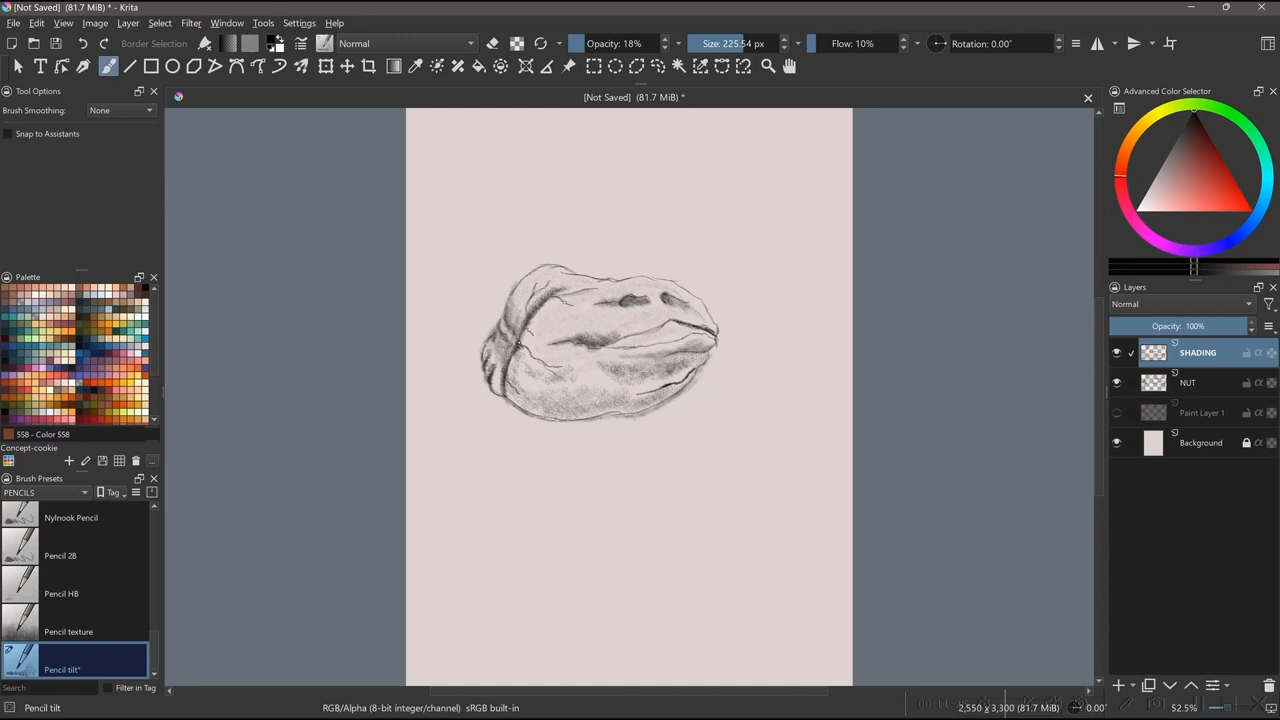 [Not Saved] (81.7 MiB) * - Krita
File Edit View Image Layer Select Filter Tools Settings Window Help
Border Selection Normal Opacity: 18% Size: 225.54 px Flow: 10% Rotation: 0.00°
Tool Options
[Not Saved] (81.7 MiB) *
Advanced Color Selector
Brush Smoothing: None
Snap to Assistants
Palette
Layers
Normal
Opacity: 100%
SHADING
NUT
Paint Layer 1
Background
558 - Color 558
Concept-cookie
Brush Presets
PENCILS Tag
Nylnook Pencil
Pencil 2B
Pencil HB
Pencil texture
Pencil tilt*
Search Filter in Tag
Pencil tilt RGB/Alpha (8-bit integer/channel) sRGB built-in 2,550 x 3,300 (81.7 MiB) 0.00° 52.5%